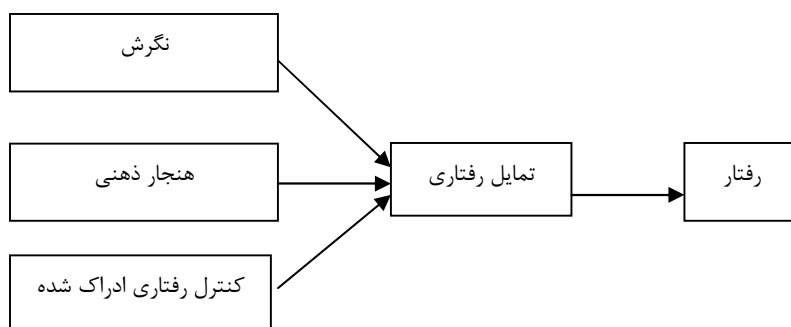 نگرش
هنجار ذهنی
تمایل رفتاری
رفتار
کنترل رفتاری ادراک شده